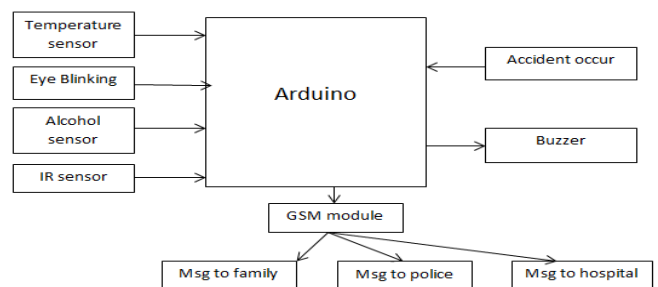 Temperature
sensor
Eye Blinking
Alcohol
sensor
IR sensor
Arduino
Accident occur
Buzzer
GSM module
Msg to family
Msg to police
Msg to hospital